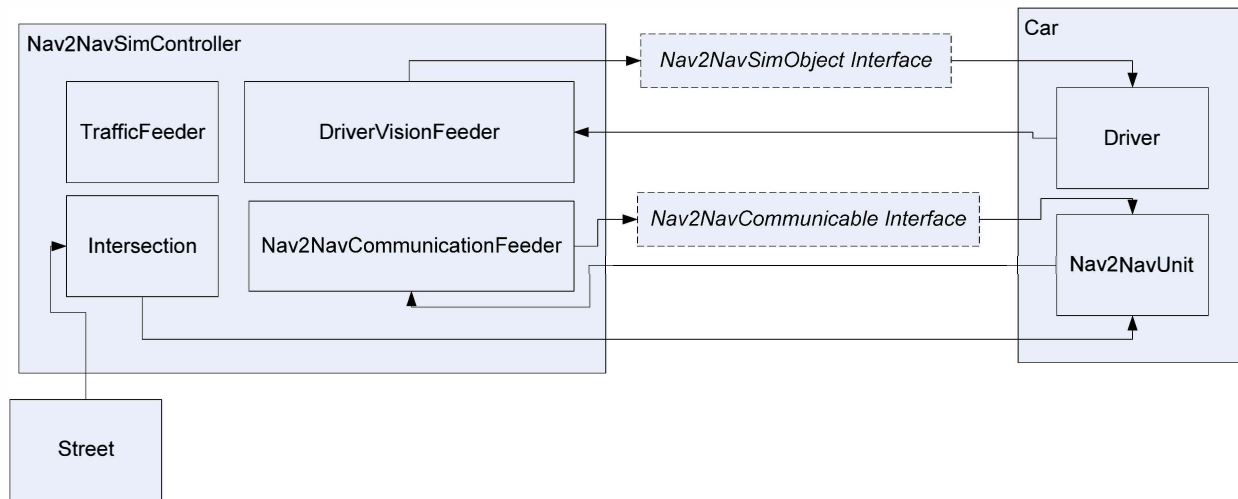 Nav2NavSimController
TrafficFeeder
DriverVisionFeeder
Intersection
Nav2NavCommunicationFeeder
Street
Nav2NavSimObject Interface
Nav2NavCommunicable Interface
Car
Driver
Nav2NavUnit